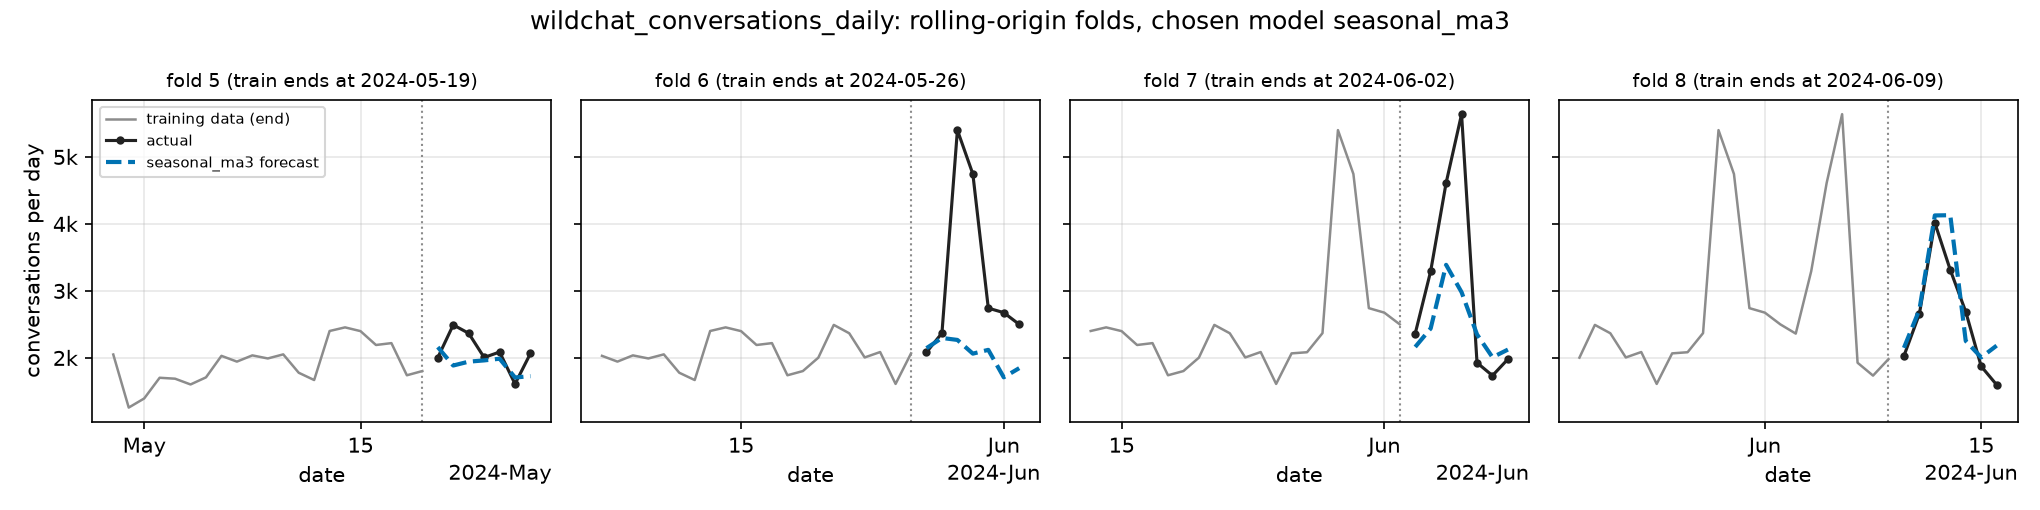 wildchat_conversations_daily: rolling-origin folds, chosen model seasonal_ma3
fold 5 (train ends at 2024-05-19)
fold 6 (train ends at 2024-05-26)
fold 7 (train ends at 2024-06-02)
fold 8 (train ends at 2024-06-09)
training data (end)
actual
seasonal_ma3 forecast
conversations per day
5k
4k
3k
2k
May
15
date
2024-May
15
Jun
date
2024-Jun
15
Jun
date
2024-Jun
Jun
15
date
2024-Jun